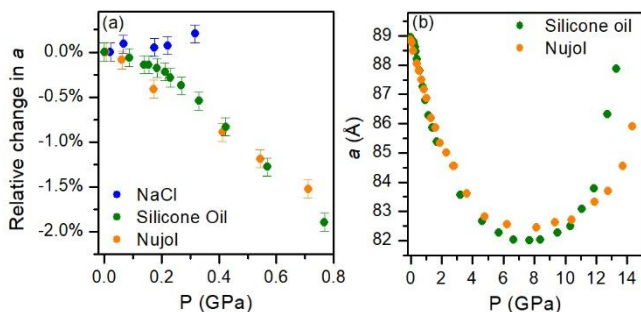 (a)
Relative change in a
0.0%
-0.5%
-1.0%
-1.5%
-2.0%
NaCl
Silicone Oil
Nujol
0.0 0.2 0.4 0.6 0.8
P (GPa)
(b)
Silicone oil
Nujol
a (Å)
89
88
87
86
85
84
83
82
0 2 4 6 8 10 12 14
P (GPa)